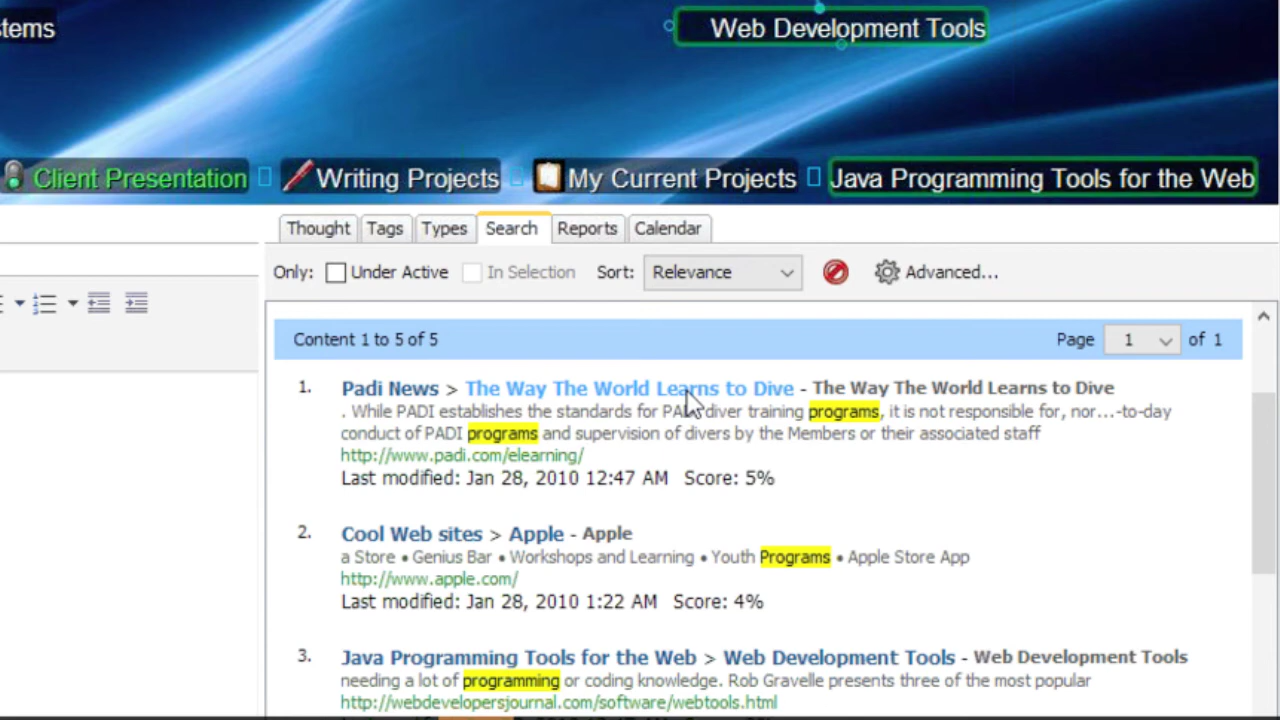 stems
Web Development Tools
Client Presentation
Writing Projects
My Current Projects
Java Programming Tools for the Web
Thought Tags Types Search Reports Calendar
Only: Under Active In Selection Sort: Relevance Advanced...
Content 1 to 5 of 5 Page 1 of 1
1. Padi News > The Way The World Learns to Dive - The Way The World Learns to Dive
. While PADI establishes the standards for PADI diver training programs, it is not responsible for, nor...-to-day
conduct of PADI programs and supervision of divers by the Members or their associated staff
http://www.padi.com/elearning/
Last modified: Jan 28, 2010 12:47 AM Score: 5%
2. Cool Web sites > Apple - Apple
a Store • Genius Bar • Workshops and Learning • Youth Programs • Apple Store App
http://www.apple.com/
Last modified: Jan 28, 2010 1:22 AM Score: 4%
3. Java Programming Tools for the Web > Web Development Tools - Web Development Tools
needing a lot of programming or coding knowledge. Rob Gravelle presents three of the most popular
http://webdevelopersjournal.com/software/webtools.html